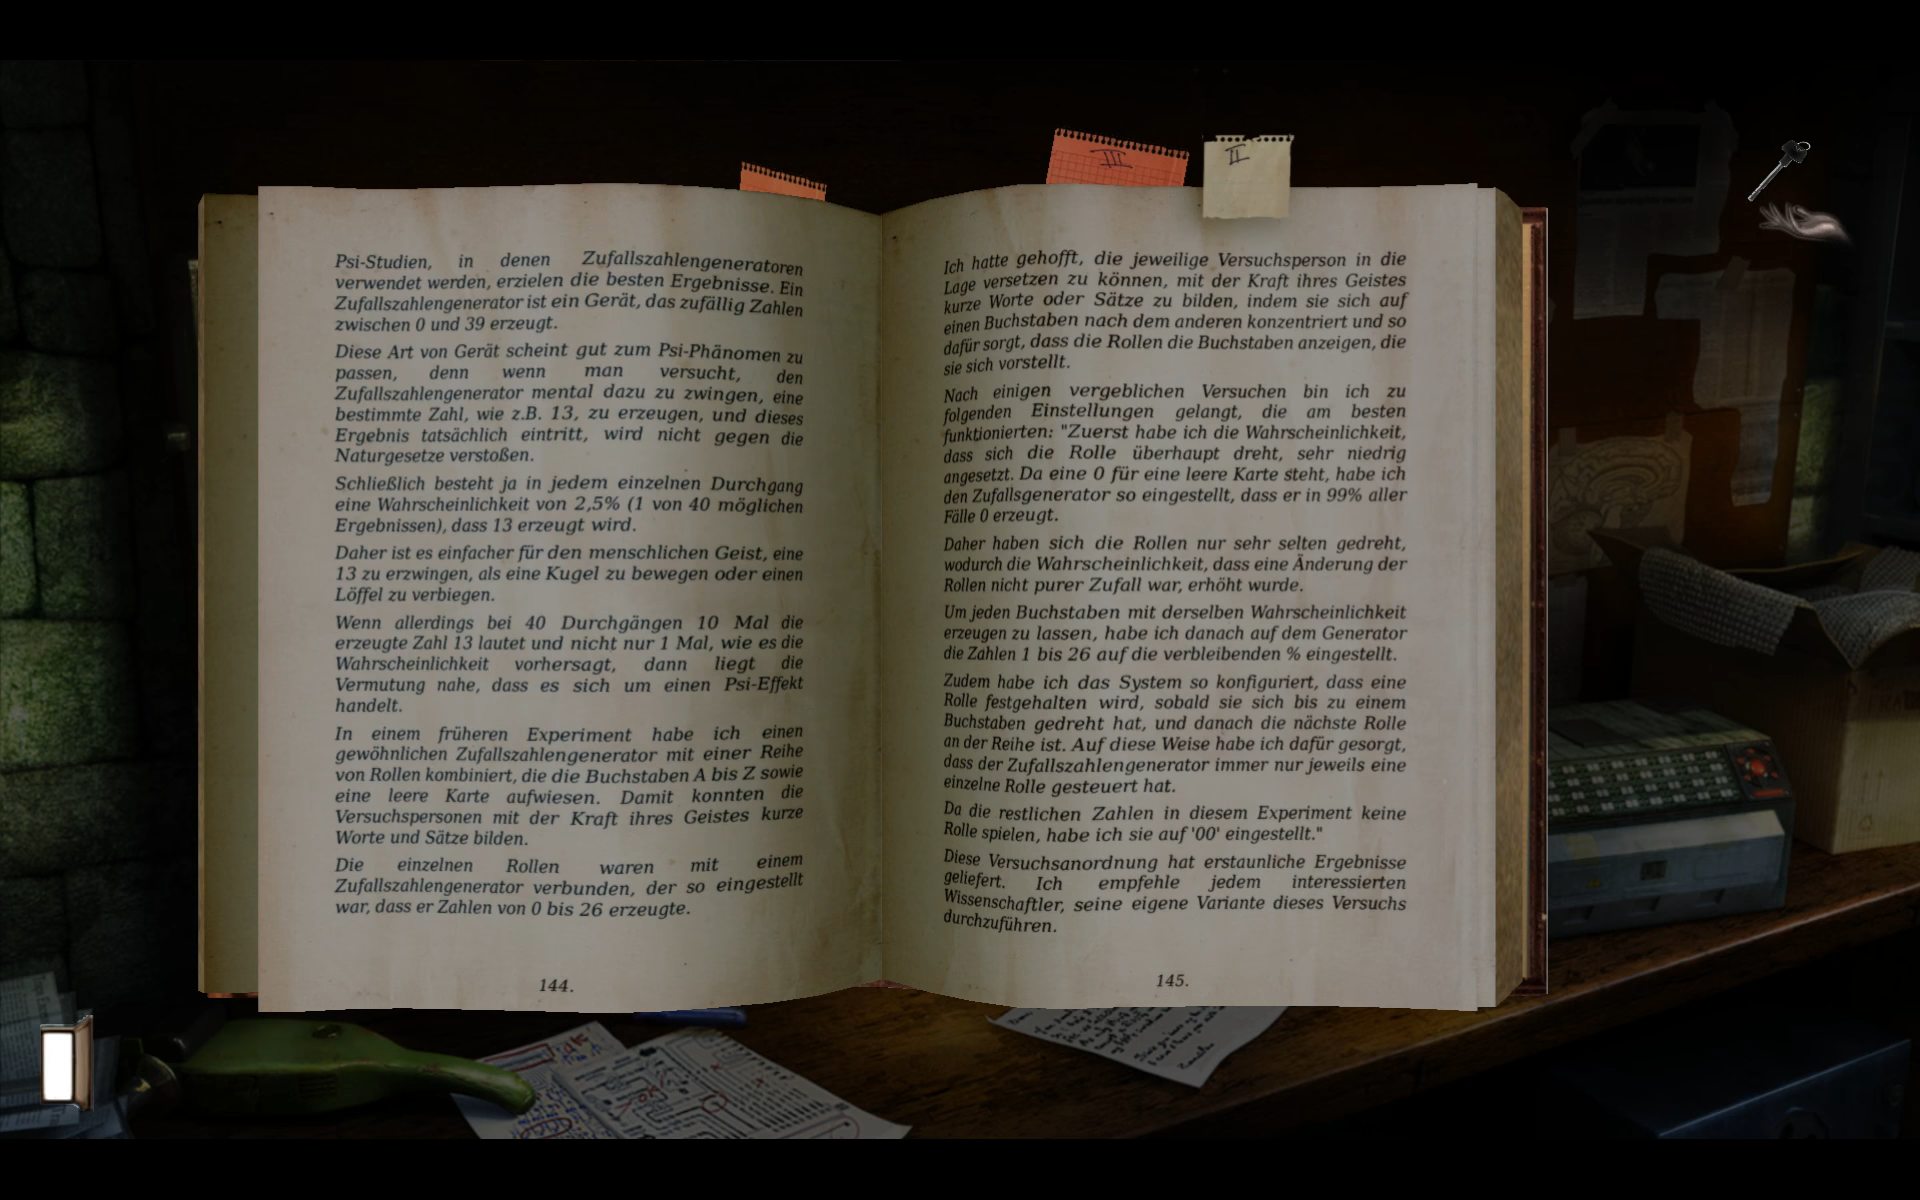 III
II
Psi-Studien, in denen Zufallszahlengeneratoren
verwendet werden, erzielen die besten Ergebnisse. Ein
Zufallszahlengenerator ist ein Gerät, das zufällig Zahlen
zwischen 0 und 39 erzeugt.
Diese Art von Gerät scheint gut zum Psi-Phänomen zu
passen, denn wenn man versucht, den
Zufallszahlengenerator mental dazu zu zwingen, eine
bestimmte Zahl, wie z.B. 13, zu erzeugen, und dieses
Ergebnis tatsächlich eintritt, wird nicht gegen die
Naturgesetze verstoßen.
Schließlich besteht ja in jedem einzelnen Durchgang
eine Wahrscheinlichkeit von 2,5% (1 von 40 möglichen
Ergebnissen), dass 13 erzeugt wird.
Daher ist es einfacher für den menschlichen Geist, eine
13 zu erzwingen, als eine Kugel zu bewegen oder einen
Löffel zu verbiegen.
Wenn allerdings bei 40 Durchgängen 10 Mal die
erzeugte Zahl 13 lautet und nicht nur 1 Mal, wie es die
Wahrscheinlichkeit vorhersagt, dann liegt die
Vermutung nahe, dass es sich um einen Psi-Effekt
handelt.
In einem früheren Experiment habe ich einen
gewöhnlichen Zufallszahlengenerator mit einer Reihe
von Rollen kombiniert, die die Buchstaben A bis Z sowie
eine leere Karte aufwiesen. Damit konnten die
Versuchspersonen mit der Kraft ihres Geistes kurze
Worte und Sätze bilden.
Die einzelnen Rollen waren mit einem
Zufallszahlengenerator verbunden, der so eingestellt
war, dass er Zahlen von 0 bis 26 erzeugte.
144.
Ich hatte gehofft, die jeweilige Versuchsperson in die
Lage versetzen zu können, mit der Kraft ihres Geistes
kurze Worte oder Sätze zu bilden, indem sie sich auf
einen Buchstaben nach dem anderen konzentriert und so
dafür sorgt, dass die Rollen die Buchstaben anzeigen, die
sie sich vorstellt.
Nach einigen vergeblichen Versuchen bin ich zu
folgenden Einstellungen gelangt, die am besten
funktionierten: "Zuerst habe ich die Wahrscheinlichkeit,
dass sich die Rolle überhaupt dreht, sehr niedrig
angesetzt. Da eine 0 für eine leere Karte steht, habe ich
den Zufallsgenerator so eingestellt, dass er in 99% aller
Fälle 0 erzeugt.
Daher haben sich die Rollen nur sehr selten gedreht,
wodurch die Wahrscheinlichkeit, dass eine Änderung der
Rollen nicht purer Zufall war, erhöht wurde.
Um jeden Buchstaben mit derselben Wahrscheinlichkeit
erzeugen zu lassen, habe ich danach auf dem Generator
die Zahlen 1 bis 26 auf die verbleibenden % eingestellt.
Zudem habe ich das System so konfiguriert, dass eine
Rolle festgehalten wird, sobald sie sich bis zu einem
Buchstaben gedreht hat, und danach die nächste Rolle
an der Reihe ist. Auf diese Weise habe ich dafür gesorgt,
dass der Zufallszahlengenerator immer nur jeweils eine
einzelne Rolle gesteuert hat.
Da die restlichen Zahlen in diesem Experiment keine
Rolle spielen, habe ich sie auf '00' eingestellt."
Diese Versuchsanordnung hat erstaunliche Ergebnisse
geliefert. Ich empfehle jedem interessierten
Wissenschaftler, seine eigene Variante dieses Versuchs
durchzuführen.
145.